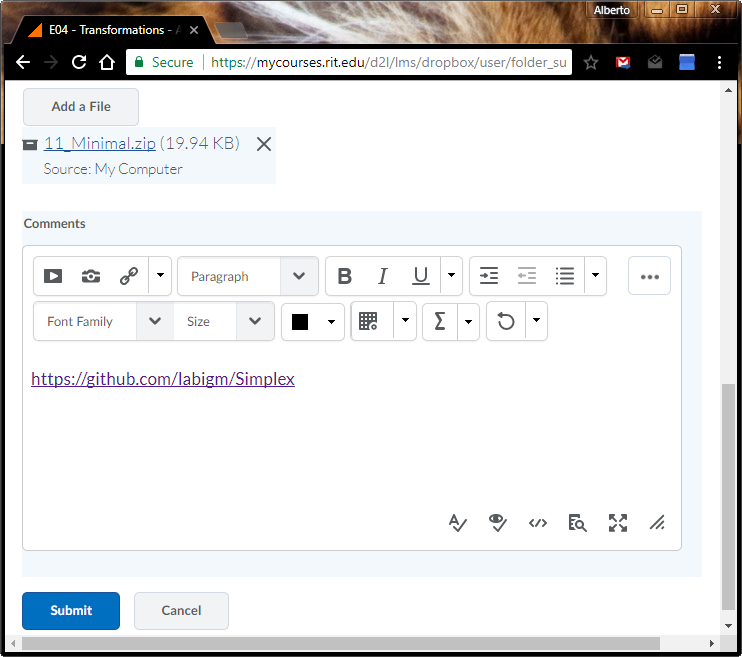 Alberto
E04 - Transformations - A
Secure https://mycourses.rit.edu/d2l/lms/dropbox/user/folder_su
Add a File
11_Minimal.zip (19.94 KB)
Source: My Computer
Comments
Paragraph B I U
Font Family Size Σ
https://github.com/labigm/Simplex
Submit Cancel